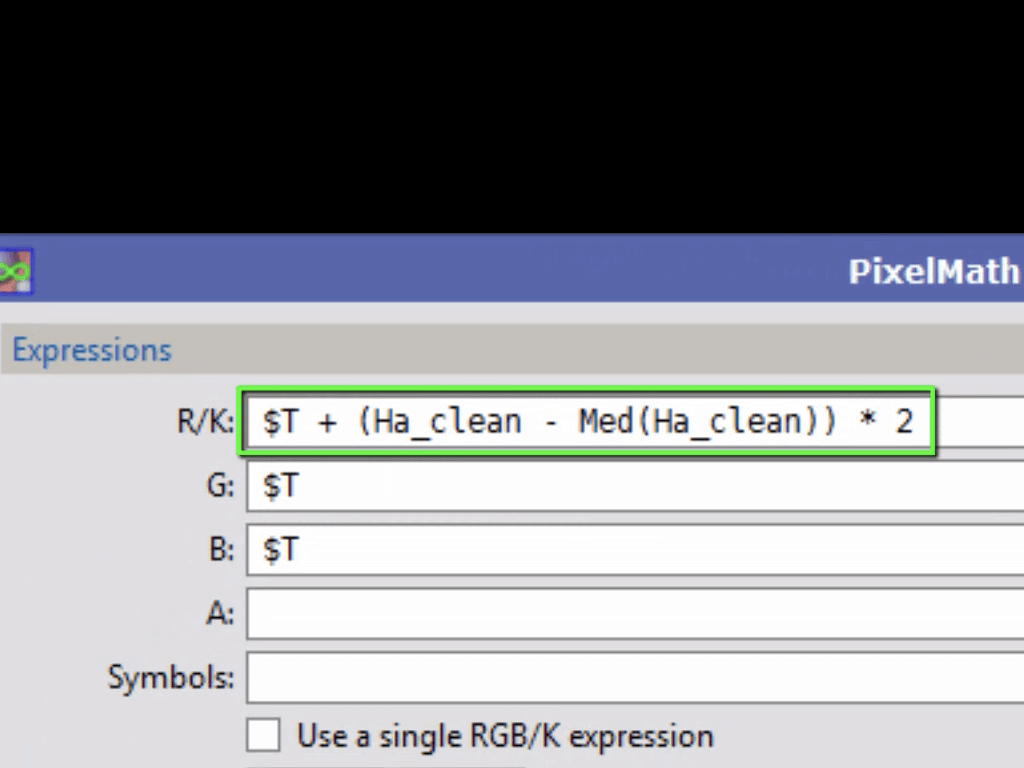 PixelMath
Expressions
R/K: $T + (Ha_clean - Med(Ha_clean)) * 2
G: $T
B: $T
A:
Symbols:
Use a single RGB/K expression